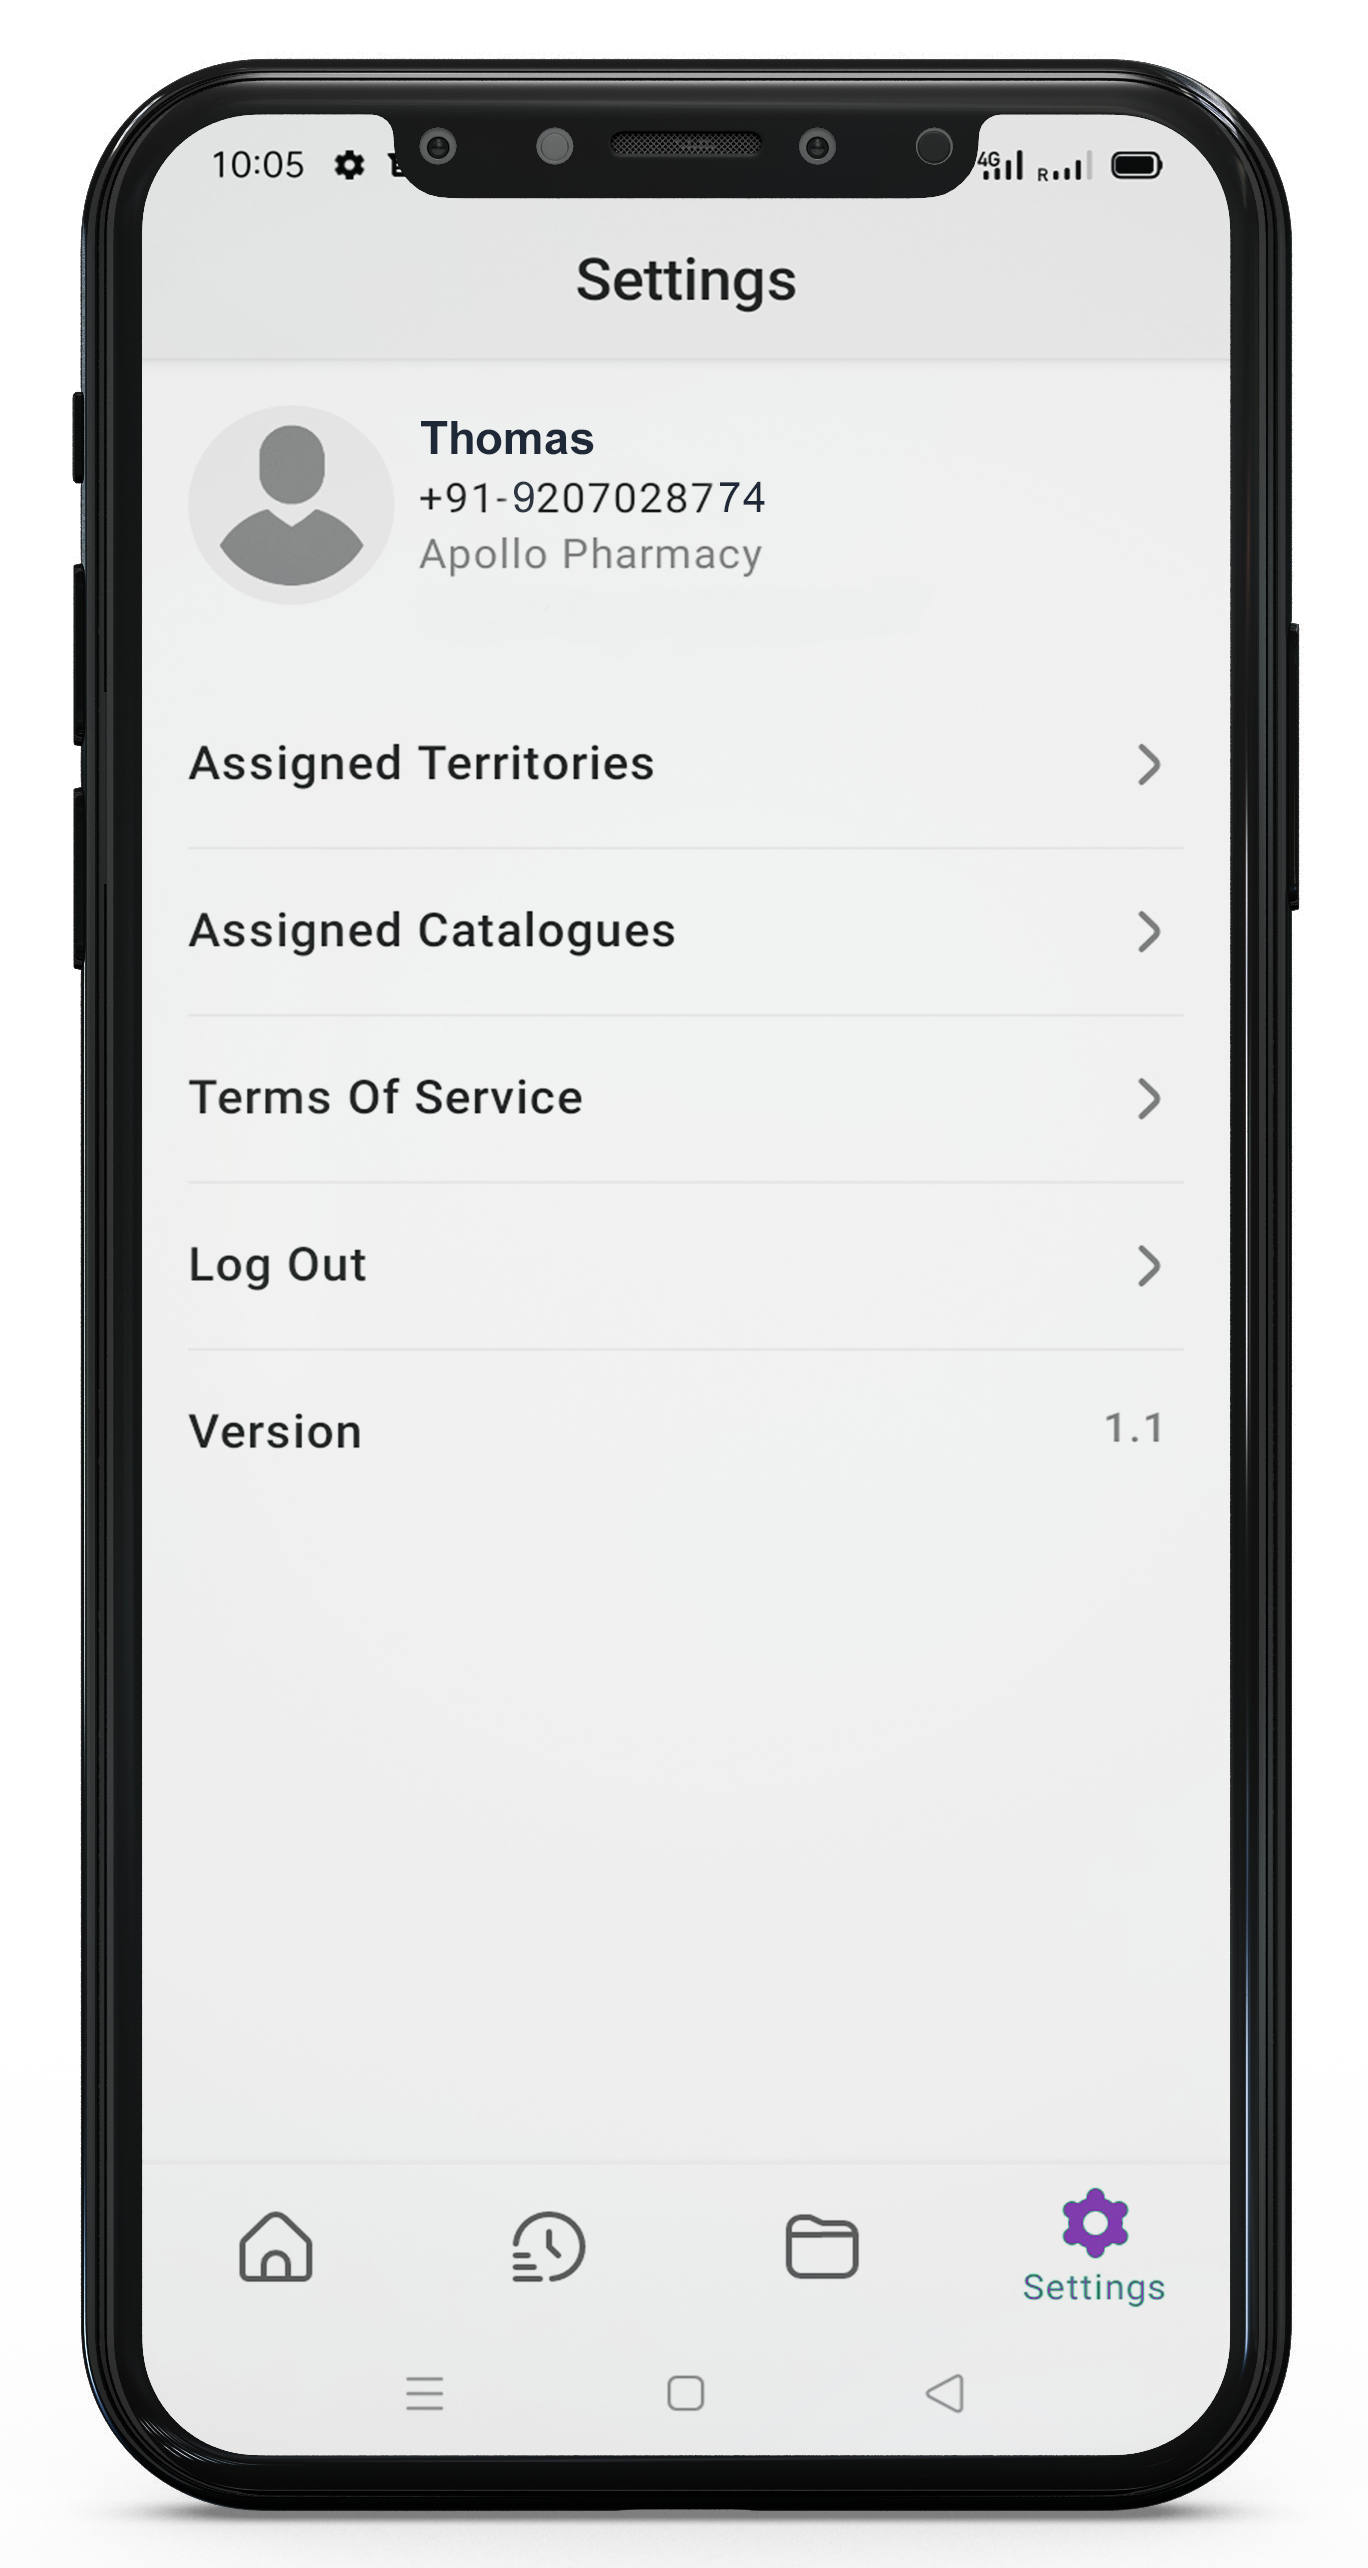 10:05
4G
R
Settings
Thomas
+91-9207028774
Apollo Pharmacy
Assigned Territories
Assigned Catalogues
Terms Of Service
Log Out
Version
1.1
Settings